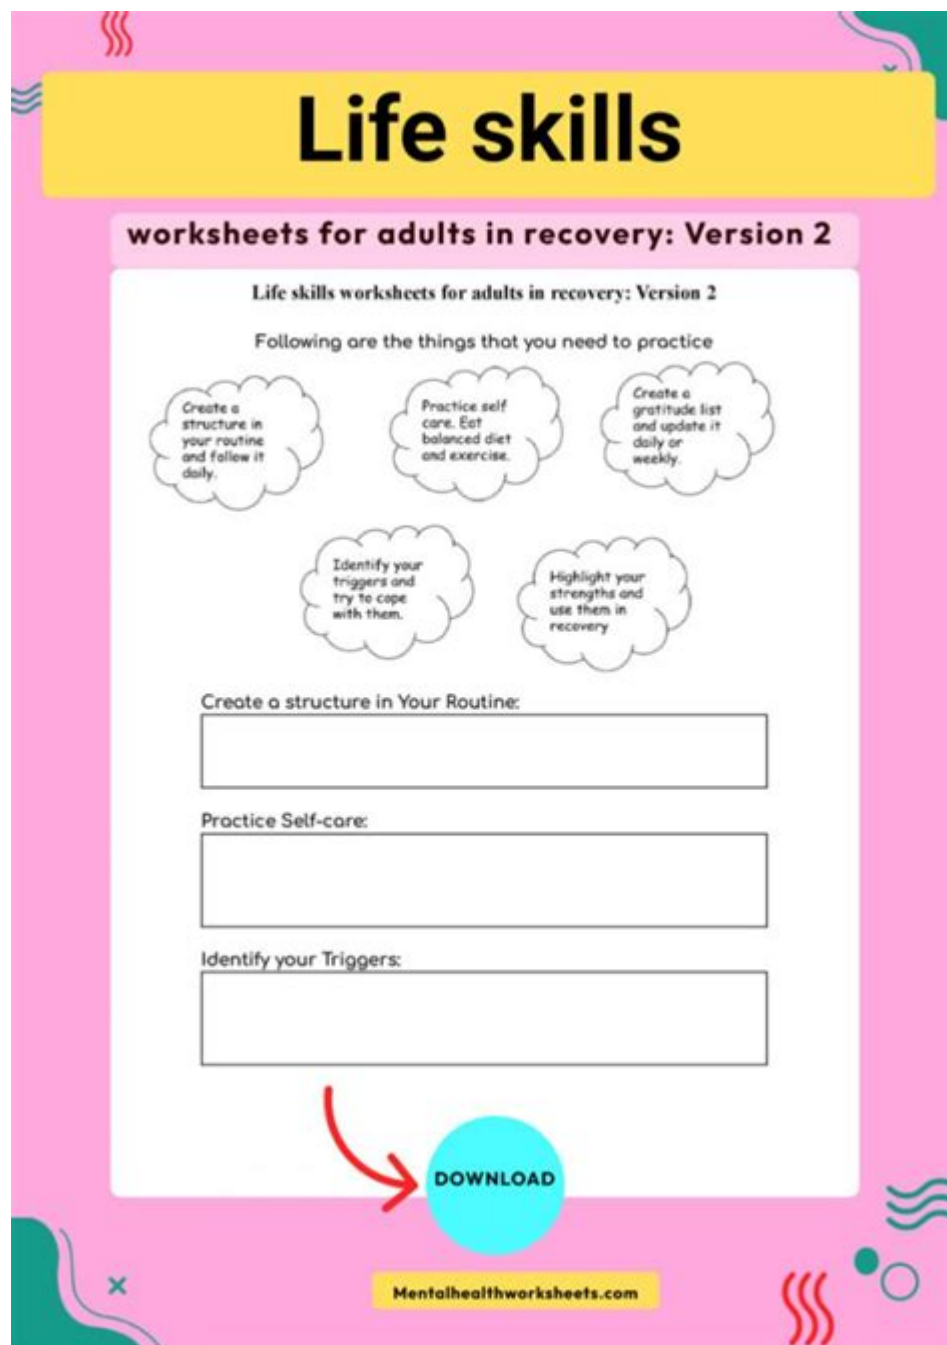 Life skills
worksheets for adults in recovery: Version 2
Life skills worksheets for adults in recovery: Version 2
Following are the things that you need to practice
Create a
structure in
your routine
and follow it
daily.
Practice self
care. Eat
balanced diet
and exercise.
Create a
gratitude list
and update it
daily or
weekly.
Identify your
triggers and
try to cope
with them.
Highlight your
strengths and
use them in
recovery
Create a structure in Your Routine:
Practice Self-care:
Identify your Triggers:
DOWNLOAD
Mentalhealthworksheets.com